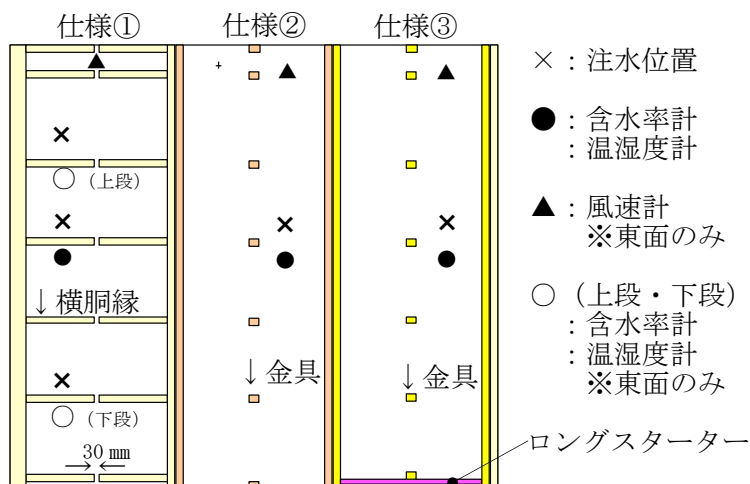 仕様① 仕様② 仕様③
×：注水位置
●：含水率計
：温湿度計
▲：風速計
※東面のみ
○（上段・下段）
：含水率計
：温湿度計
※東面のみ
（上段）
↓横胴縁
↓金具
↓金具
（下段）
30 mm
ロングスターター